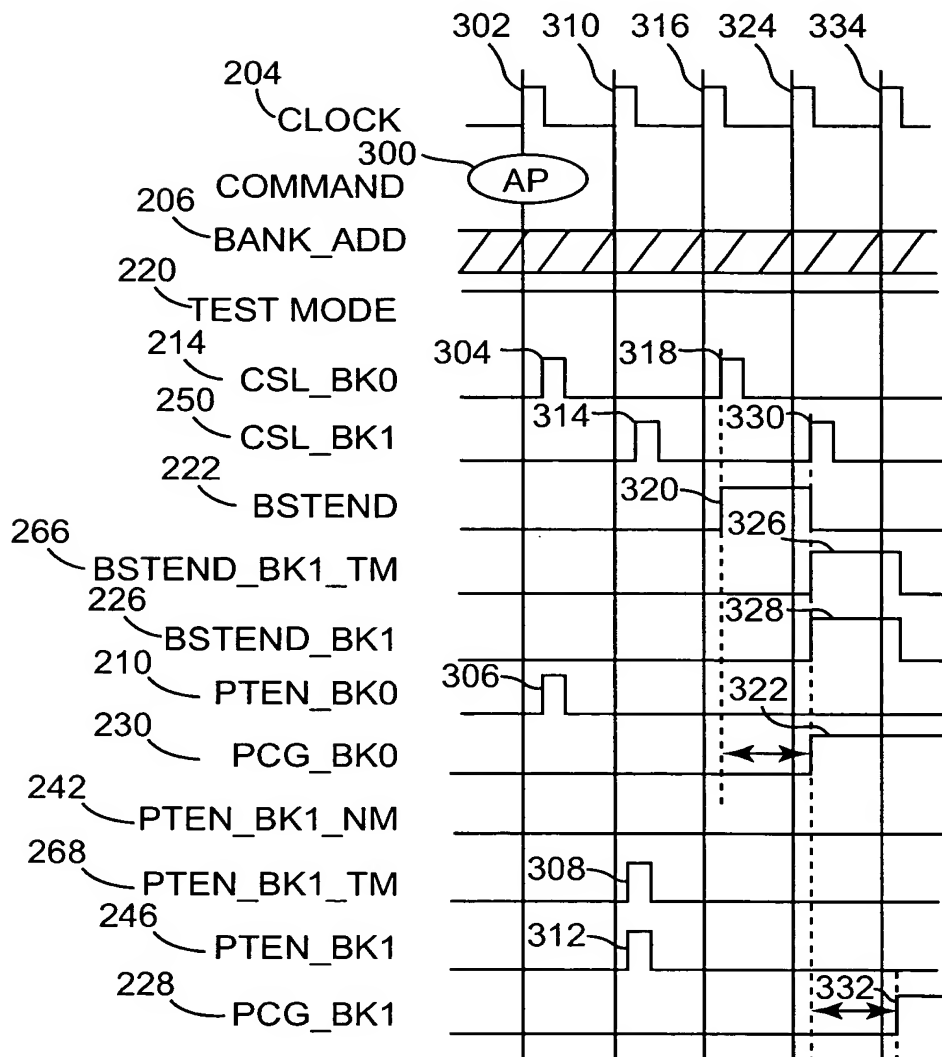 302 310 316 324 334
204
CLOCK
300
COMMAND AP
206
BANK_ADD
220
TEST MODE
214 304 318
CSL_BK0
250 314 330
CSL_BK1
222
BSTEND 320
326
266
BSTEND_BK1_TM
226 328
BSTEND_BK1
210 306
PTEN_BK0
230 322
PCG_BK0
242
PTEN_BK1_NM
268 308
PTEN_BK1_TM
246 312
PTEN_BK1
228 332
PCG_BK1